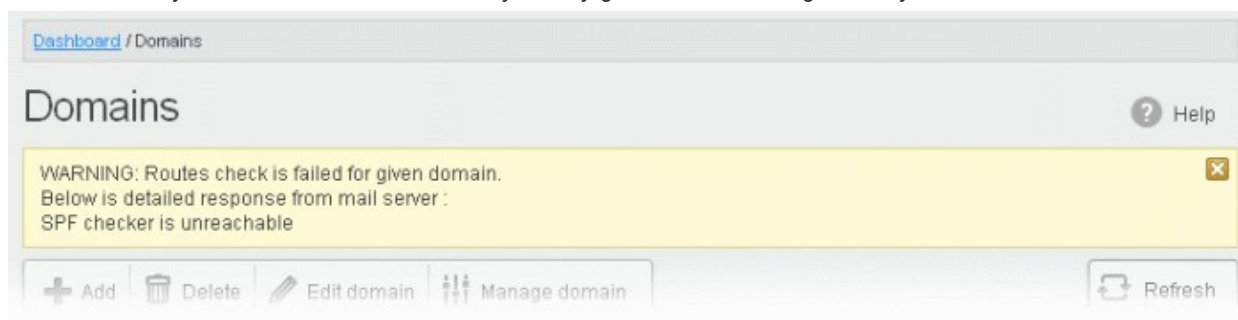 Dashboard / Domains
Domains
Help
WARNING: Routes check is failed for given domain.
Below is detailed response from mail server :
SPF checker is unreachable
Add Delete Edit domain Manage domain Refresh